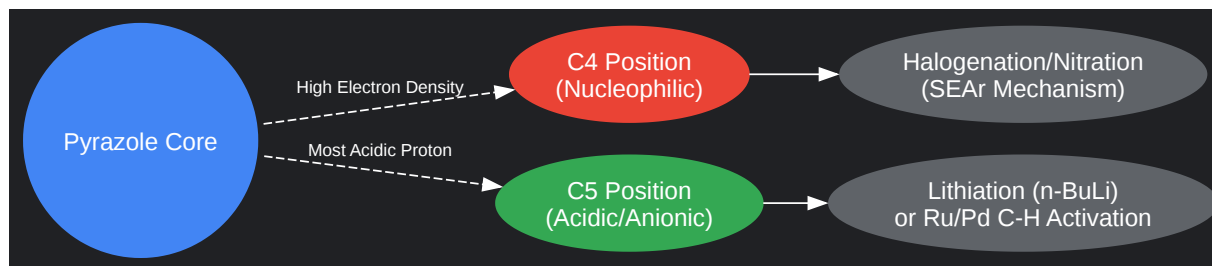 Pyrazole Core
High Electron Density
Most Acidic Proton
C4 Position
(Nucleophilic)
C5 Position
(Acidic/Anionic)
Halogenation/Nitration
(SEAr Mechanism)
Lithiation (n-BuLi)
or Ru/Pd C-H Activation